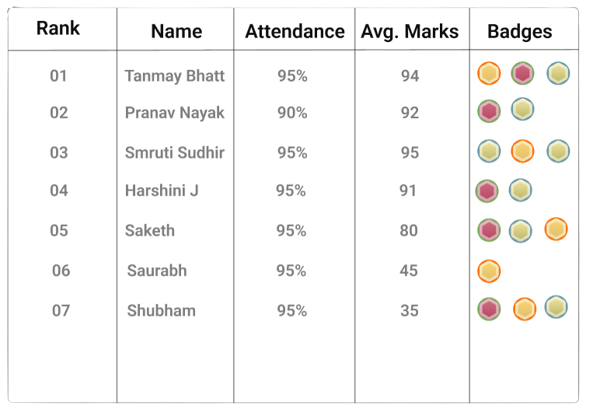 Rank Name Attendance Avg. Marks Badges
01 Tanmay Bhatt 95% 94
02 Pranav Nayak 90% 92
03 Smruti Sudhir 95% 95
04 Harshini J 95% 91
05 Saketh 95% 80
06 Saurabh 95% 45
07 Shubham 95% 35